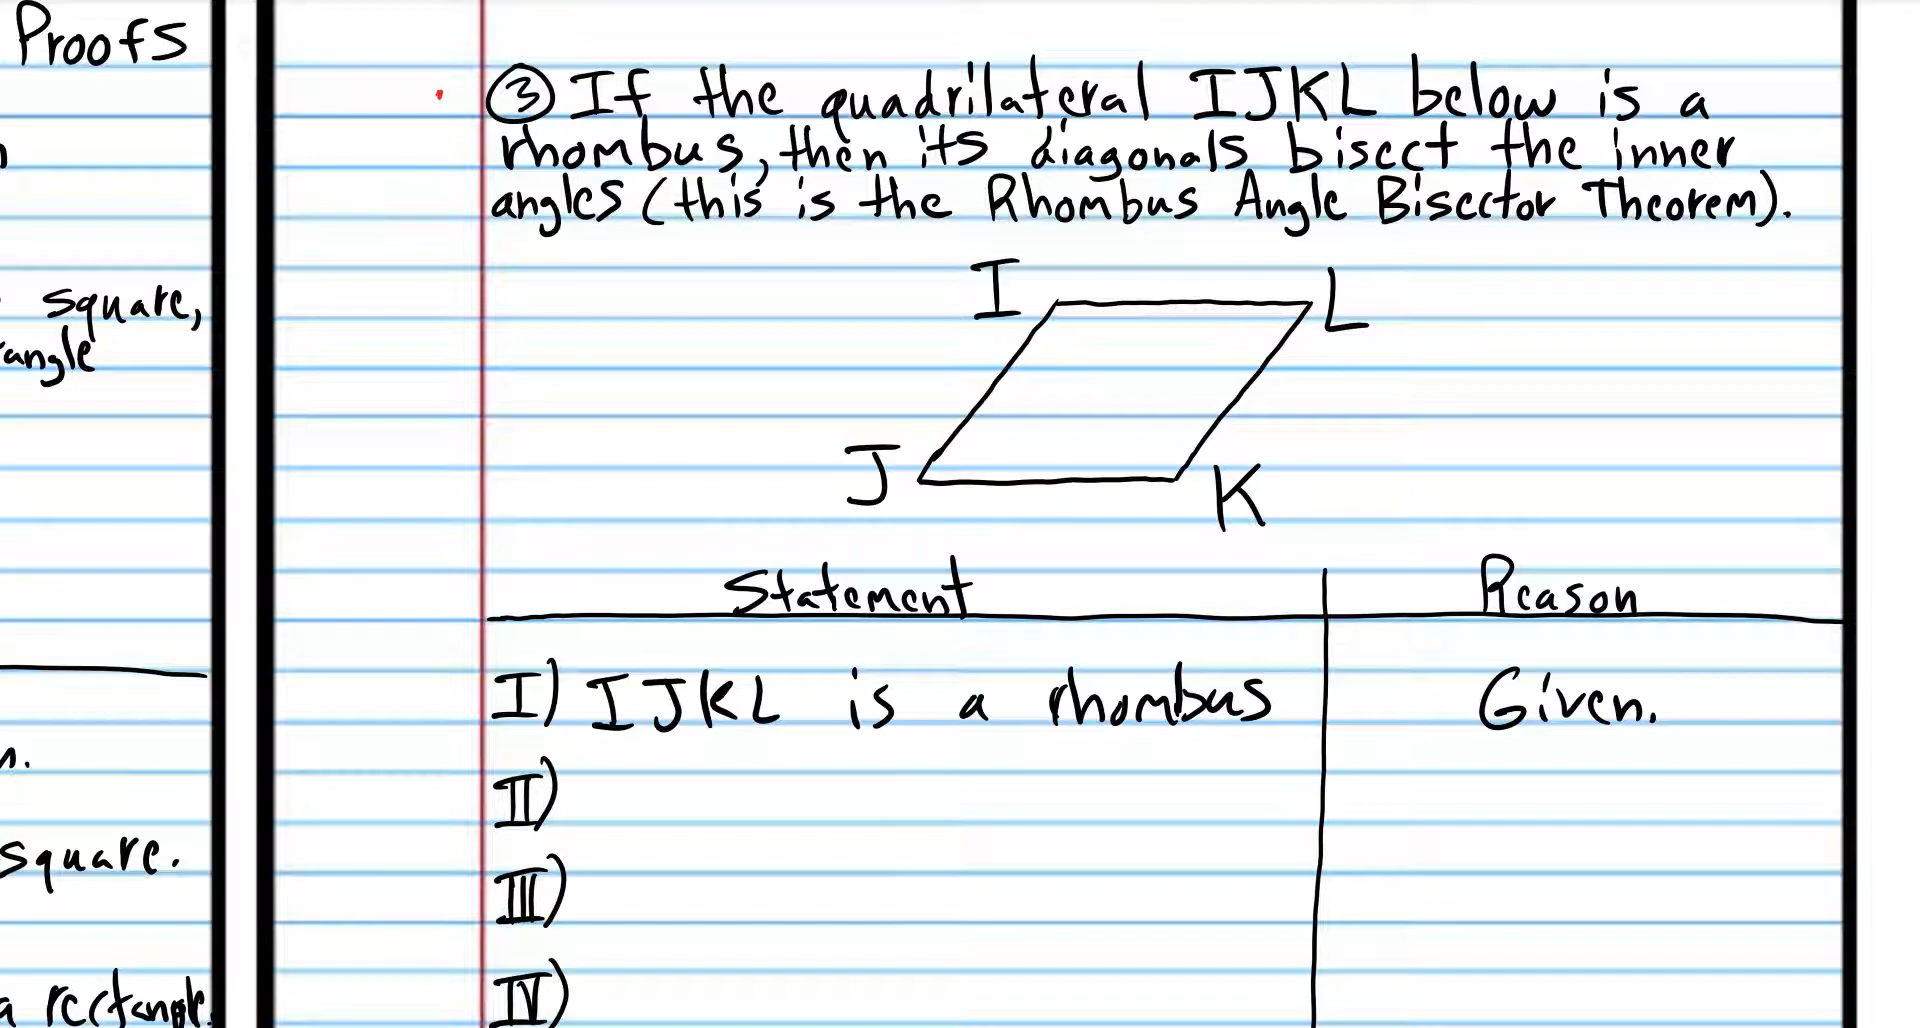 Proofs
square,
angle
square.
a rectangle.
③ If the quadrilateral IJKL below is a
rhombus, then its diagonals bisect the inner
angles (this is the Rhombus Angle Bisector Theorem).
I L
J K
Statement Reason
I) IJKL is a rhombus Given.
II)
III)
IV)